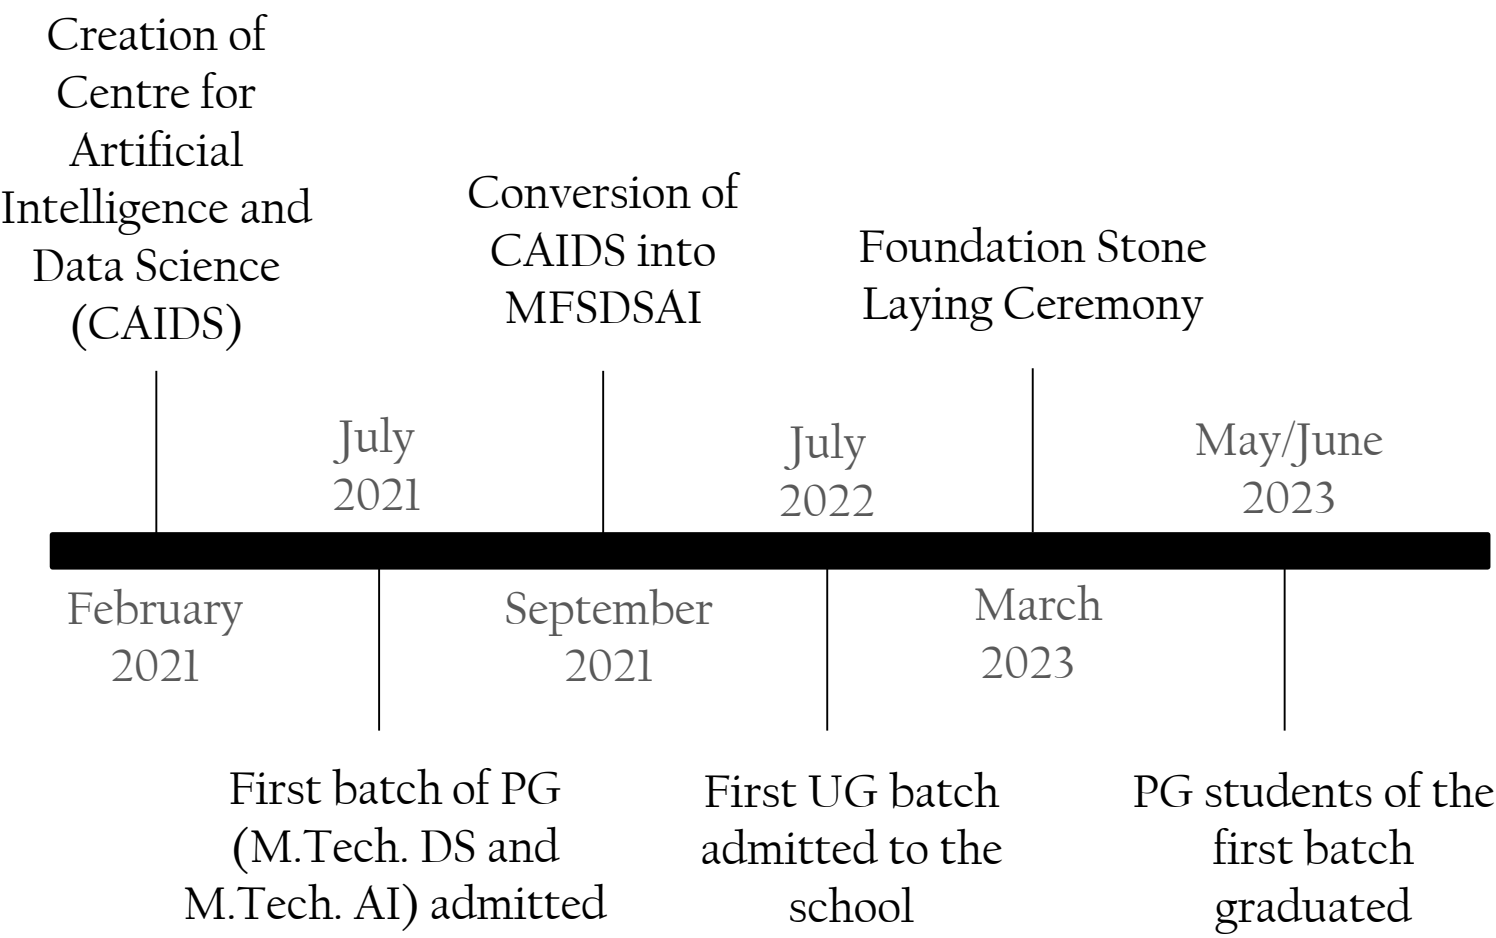 Creation of
Centre for
Artificial
Intelligence and
Data Science
(CAIDS)
February
2021
July
2021
First batch of PG
(M.Tech. DS and
M.Tech. AI) admitted
Conversion of
CAIDS into
MFSDSAI
September
2021
July
2022
First UG batch
admitted to the
school
Foundation Stone
Laying Ceremony
March
2023
May/June
2023
PG students of the
first batch
graduated